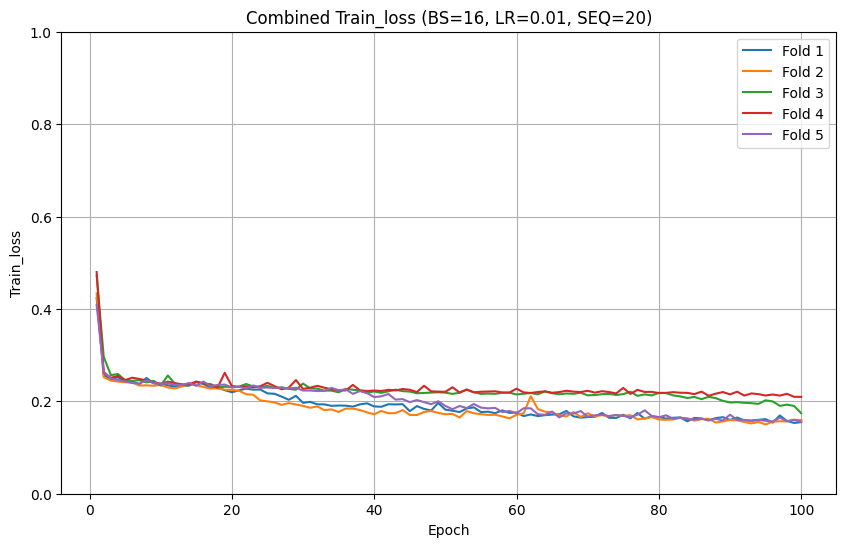 Combined Train_loss (BS=16, LR=0.01, SEQ=20)
1.0
0.8
0.6
0.4
0.2
0.0
Train_loss
Fold 1
Fold 2
Fold 3
Fold 4
Fold 5
0 20 40 60 80 100
Epoch